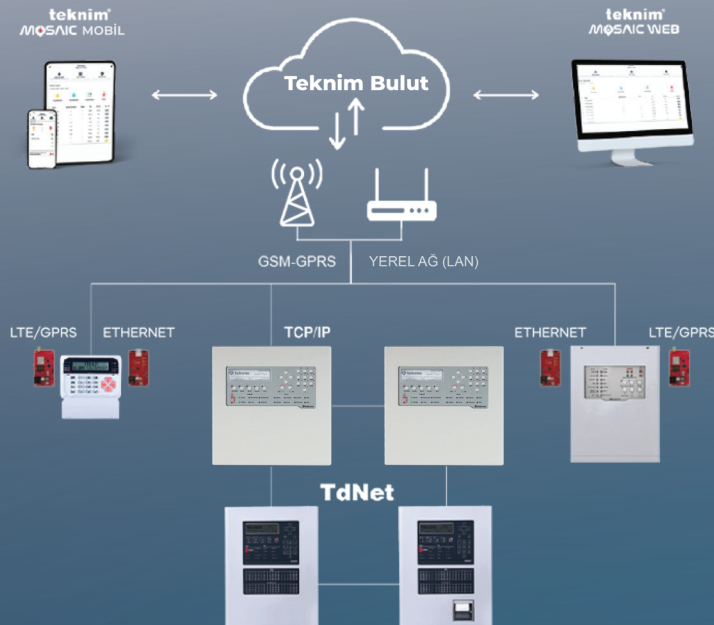 teknim
MOSAIC MOBİL
teknim
MOSAIC WEB
Teknim Bulut
GSM-GPRS
YEREL AĞ (LAN)
LTE/GPRS
ETHERNET
TCP/IP
ETHERNET
LTE/GPRS
TdNet